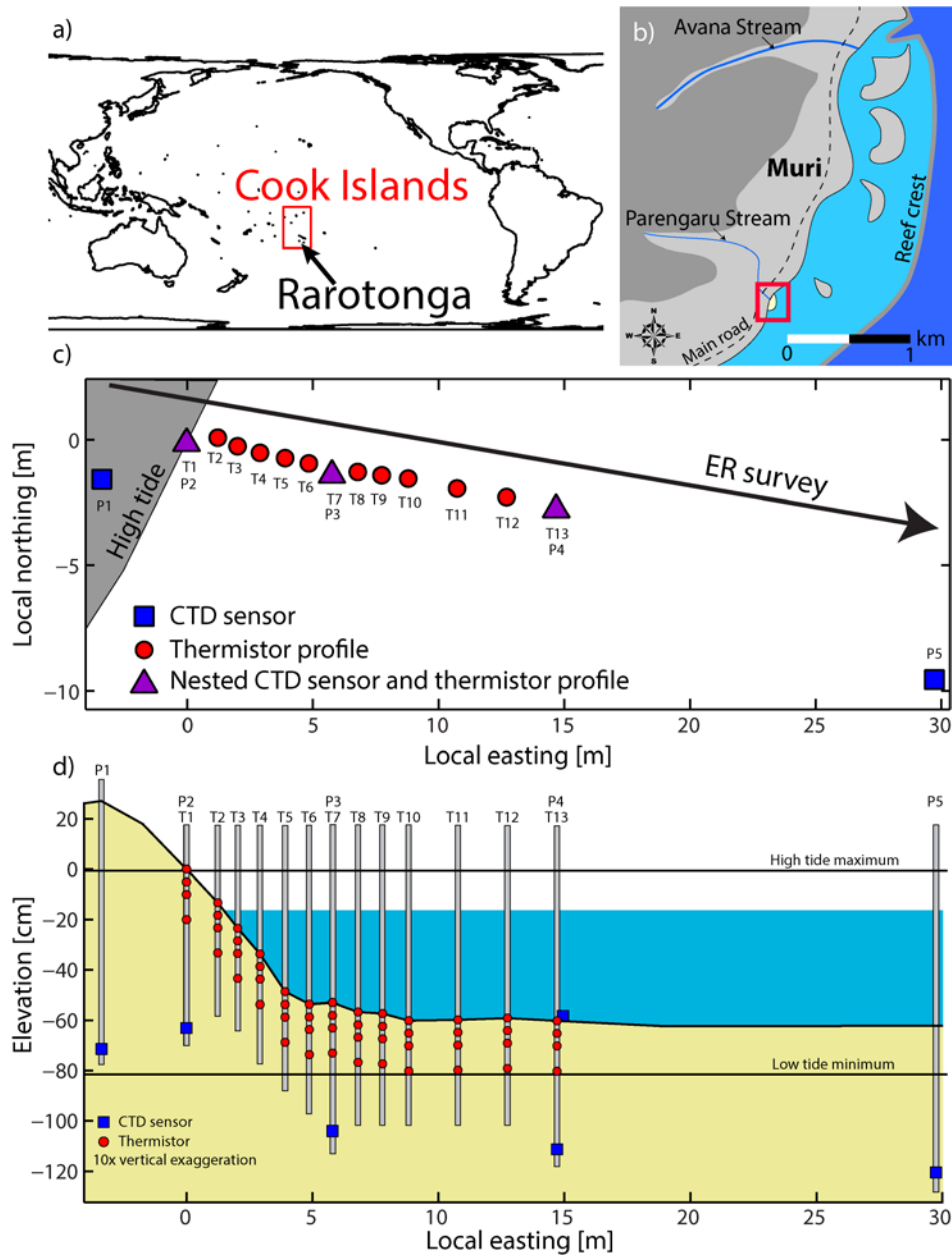 a)
Cook Islands
Rarotonga
b)
Avana Stream
Muri
Parengaru Stream
Reef crest
Main road
N
W E
S
0 1 km
c)
Local northing [m]
0
−5
−10
High tide
ER survey
P1
T1
P2
T2
T3
T4
T5
T6
T7
P3
T8
T9
T10
T11
T12
T13
P4
P5
CTD sensor
Thermistor profile
Nested CTD sensor and thermistor profile
0 5 10 15 20 25 30
Local easting [m]
d)
P1
P2 P3 P4 P5
T1 T2 T3 T4 T5 T6 T7 T8 T9 T10 T11 T12 T13
Elevation [cm]
20
0
−20
−40
−60
−80
−100
−120
High tide maximum
Low tide minimum
CTD sensor
Thermistor
10x vertical exaggeration
0 5 10 15 20 25 30
Local easting [m]